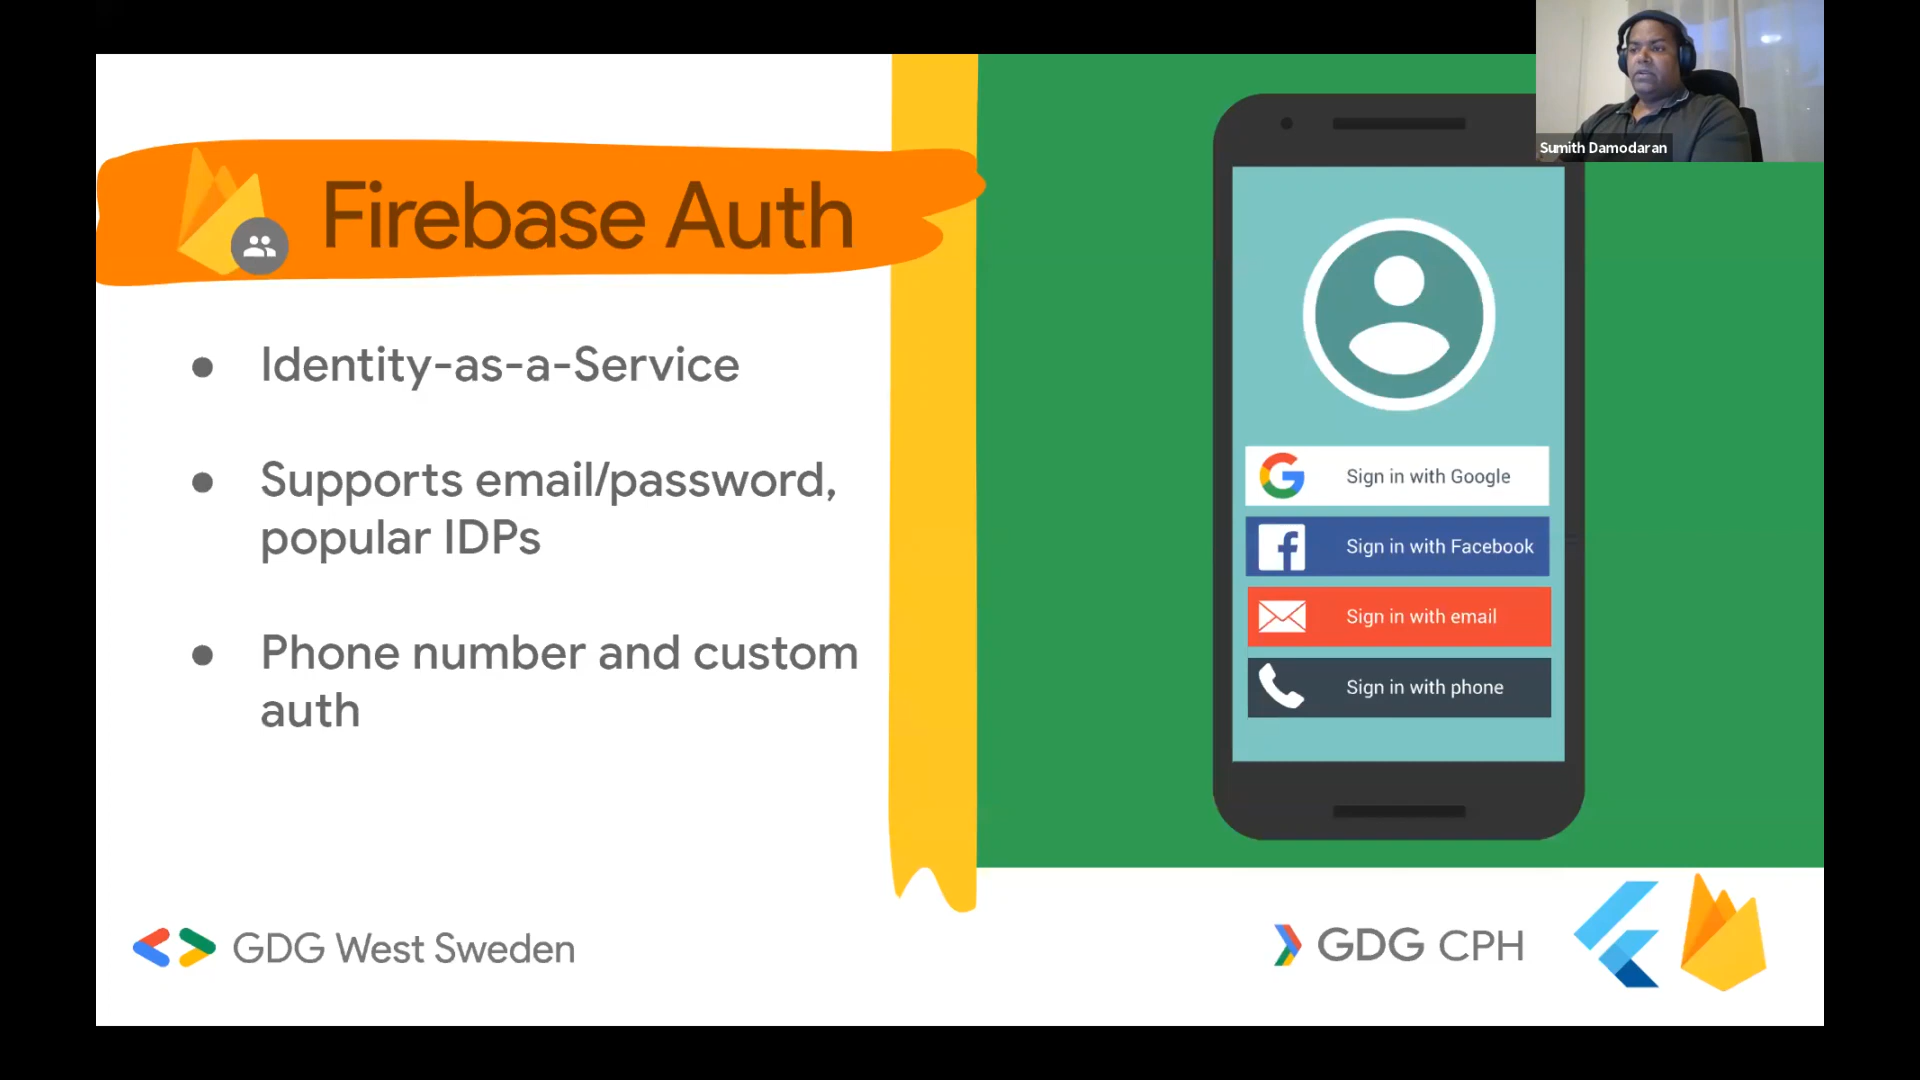 Sumith Damodaran
Firebase Auth
● Identity-as-a-Service
● Supports email/password,
popular IDPs
● Phone number and custom
auth
Sign in with Google
Sign in with Facebook
Sign in with email
Sign in with phone
GDG West Sweden
GDG CPH